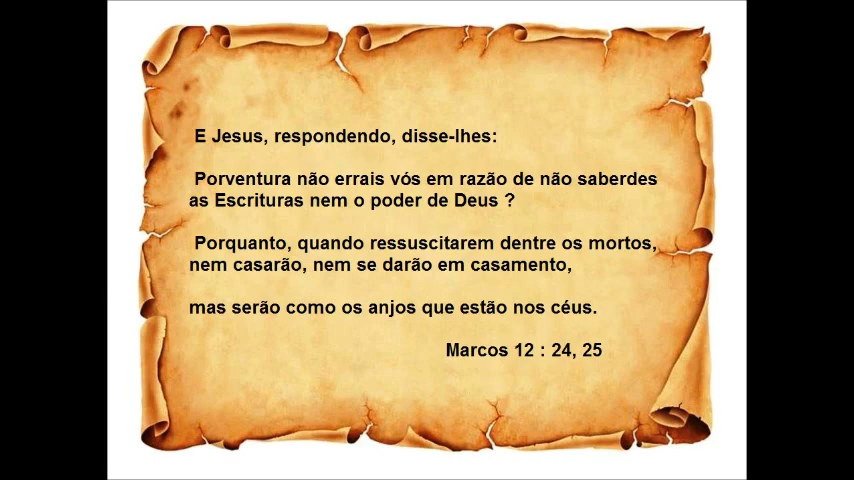 E Jesus, respondendo, disse-lhes:
Porventura não errais vós em razão de não saberdes
as Escrituras nem o poder de Deus ?
Porquanto, quando ressuscitarem dentre os mortos,
nem casarão, nem se darão em casamento,
mas serão como os anjos que estão nos céus.
Marcos 12 : 24, 25